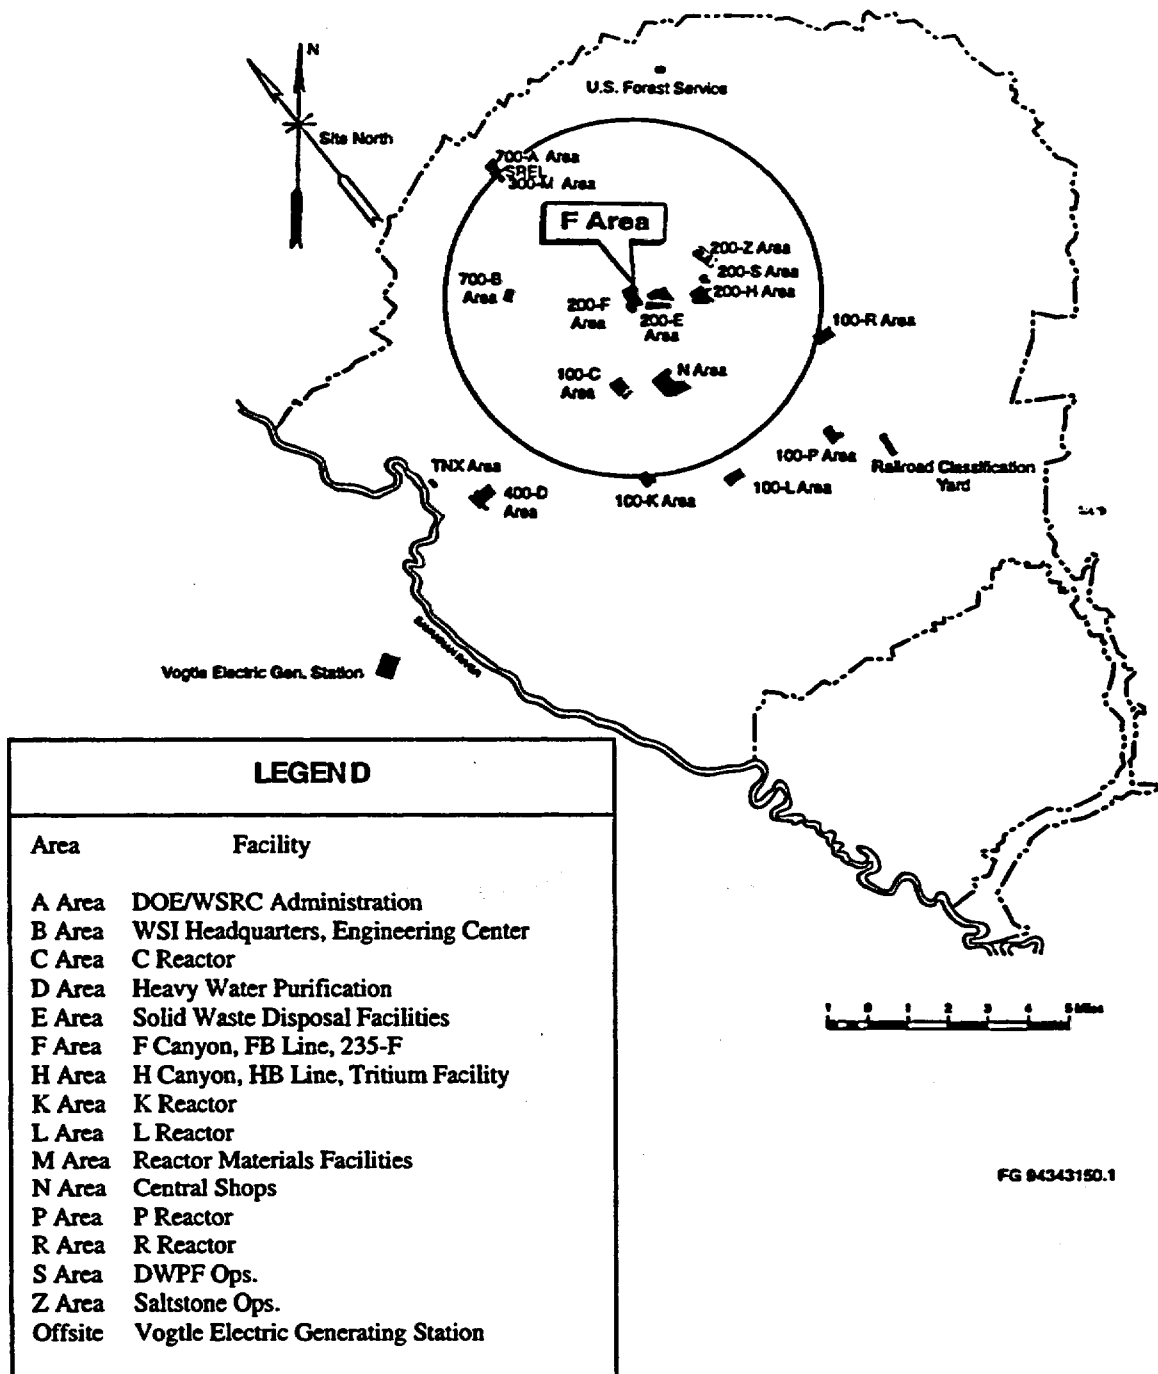 N
Site North
U.S. Forest Service
700-A Area
SREL
300-M Area
F Area
200-Z Area
200-S Area
200-H Area
700-B
Area
200-F
Area
200-E
Area
100-R Area
100-C
Area
N Area
100-P Area
Railroad Classification
Yard
TNX Area
400-D
Area
100-K Area
100-L Area
SAVANNAH RIVER
Vogtle Electric Gen. Station
LEGEND
Area Facility
A Area DOE/WSRC Administration
B Area WSI Headquarters, Engineering Center
C Area C Reactor
D Area Heavy Water Purification
E Area Solid Waste Disposal Facilities
F Area F Canyon, FB Line, 235-F
H Area H Canyon, HB Line, Tritium Facility
K Area K Reactor
L Area L Reactor
M Area Reactor Materials Facilities
N Area Central Shops
P Area P Reactor
R Area R Reactor
S Area DWPF Ops.
Z Area Saltstone Ops.
Offsite Vogtle Electric Generating Station
1 0 1 2 3 4 5 Miles
FG 94343150.1